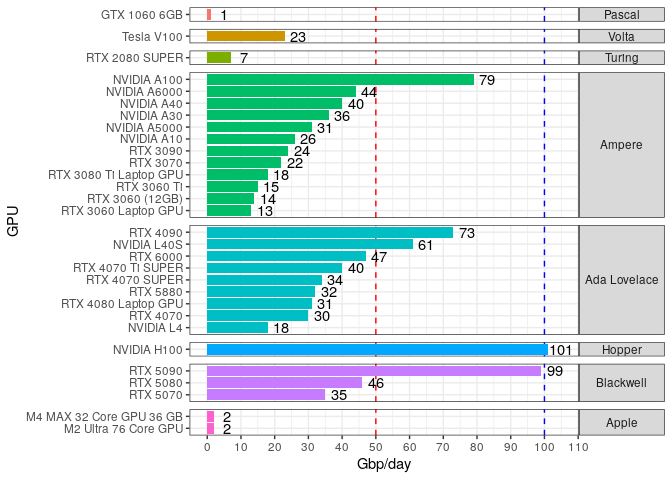 GTX 1060 6GB 1 Pascal
Tesla V100 23 Volta
RTX 2080 SUPER 7 Turing
NVIDIA A100 79
NVIDIA A6000 44
NVIDIA A40 40
NVIDIA A30 36
NVIDIA A5000 31
NVIDIA A10 26
RTX 3090 24
Ampere
RTX 3070 22
RTX 3080 TI Laptop GPU 18
RTX 3060 TI 15
RTX 3060 (12GB) 14
RTX 3060 Laptop GPU 13
GPU
RTX 4090 73
NVIDIA L40S 61
RTX 6000 47
RTX 4070 TI SUPER 40
RTX 4070 SUPER 34
Ada Lovelace
RTX 5880 32
RTX 4080 Laptop GPU 31
RTX 4070 30
NVIDIA L4 18
NVIDIA H100 101 Hopper
RTX 5090 99
RTX 5080 46 Blackwell
RTX 5070 35
M4 MAX 32 Core GPU 36 GB 2
Apple
M2 Ultra 76 Core GPU 2
0 10 20 30 40 50 60 70 80 90 100 110
Gbp/day